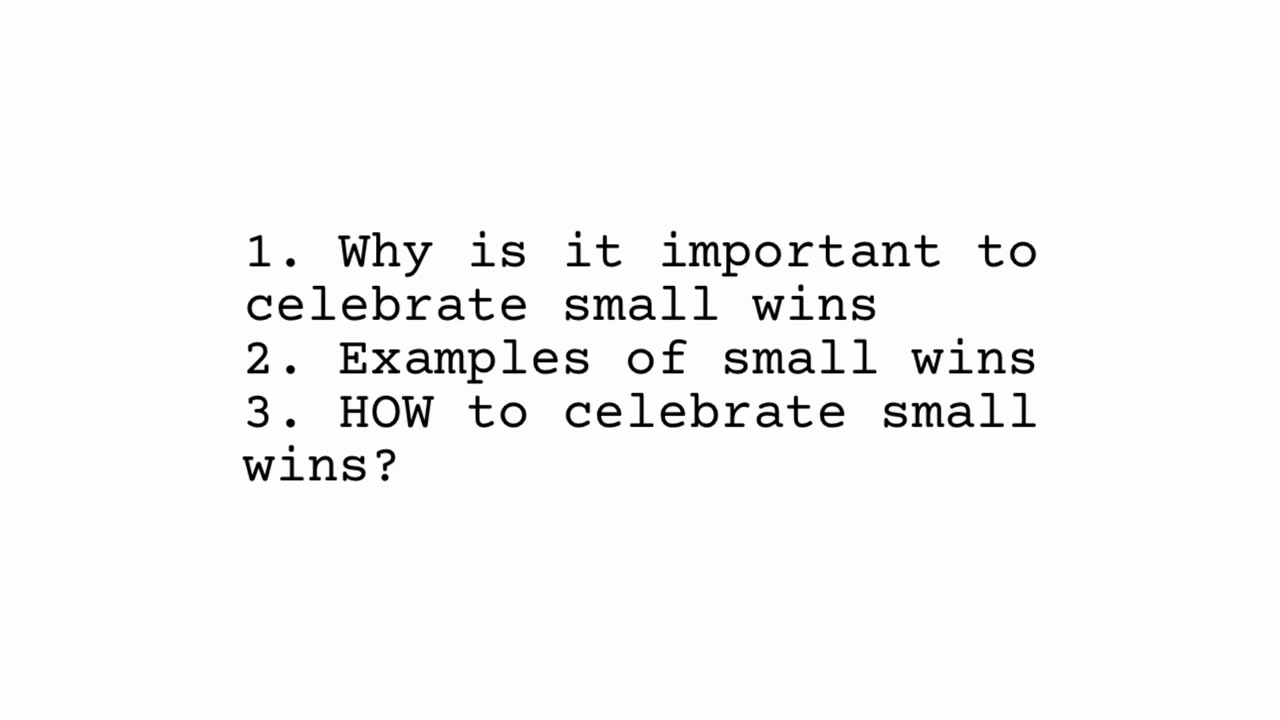 1. Why is it important to
celebrate small wins
2. Examples of small wins
3. HOW to celebrate small
wins?